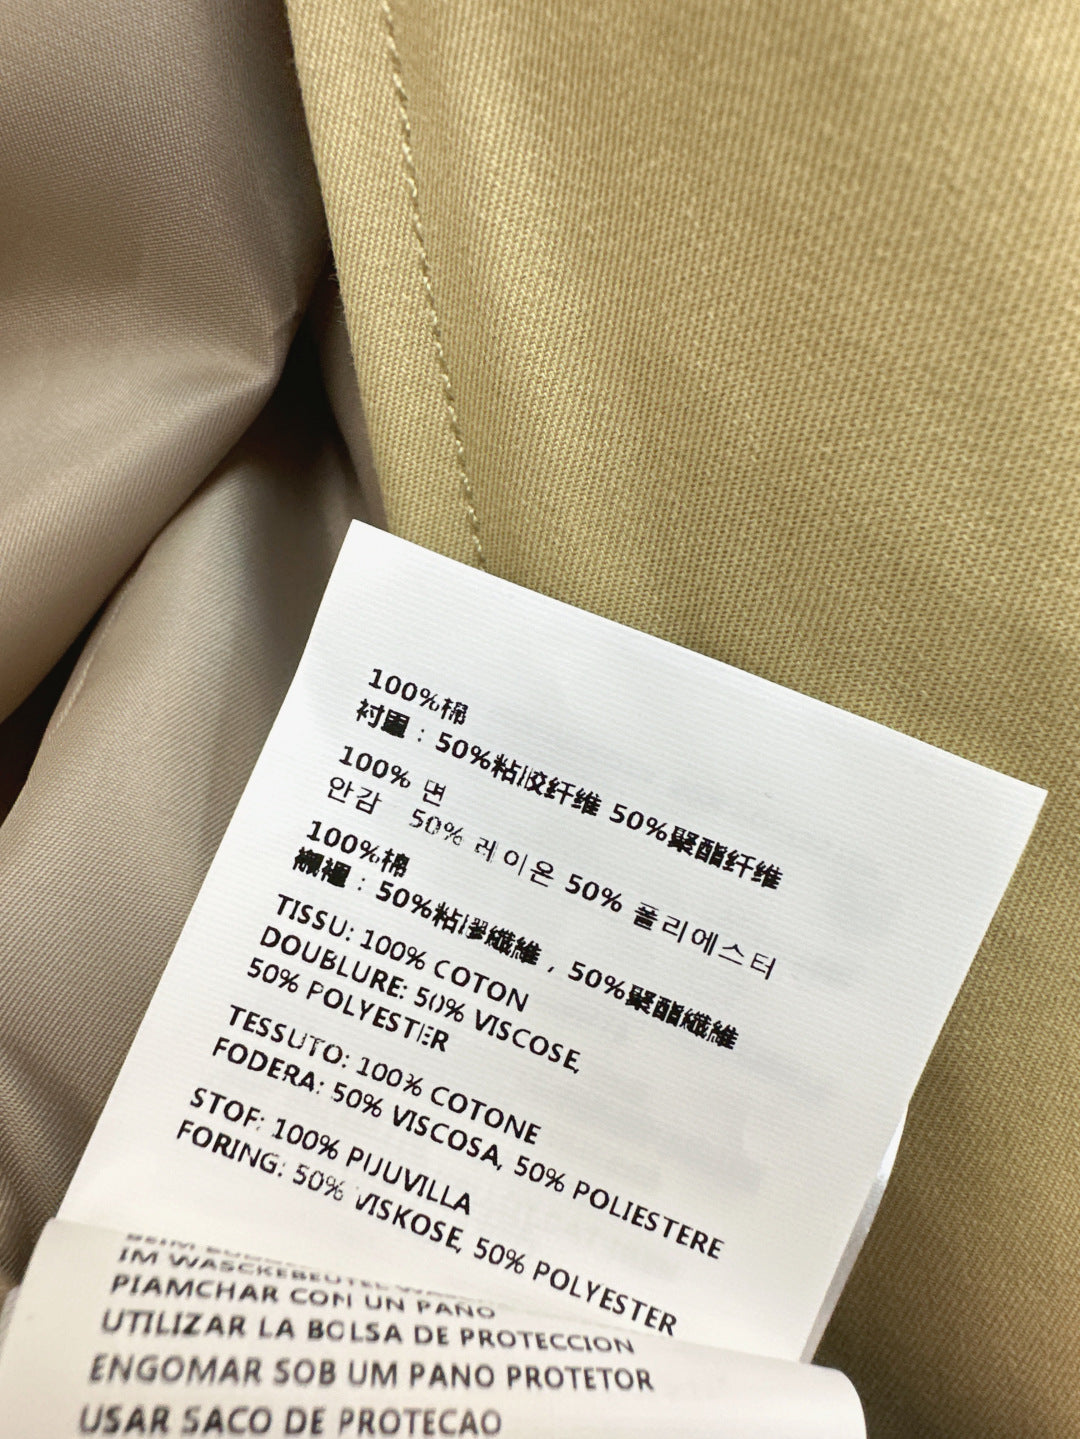 100%棉
衬里：50%粘胶纤维 50%聚酯纤维
100% 면
안감 50% 레이온 50% 폴리에스터
100%棉
襯裡：50%粘膠纖維，50%聚酯纖維
TISSU: 100% COTON
DOUBLURE: 50% VISCOSE,
50% POLYESTER
TESSUTO: 100% COTONE
FODERA: 50% VISCOSA, 50% POLIESTERE
STOF: 100% PIJUVILLA
FORING: 50% VISKOSE, 50% POLYESTER
IM WASCKEBEUTEL
PIAMCHAR CON UN PANO
UTILIZAR LA BOLSA DE PROTECCION
ENGOMAR SOB UM PANO PROTETOR
USAR SACO DE PROTECAO